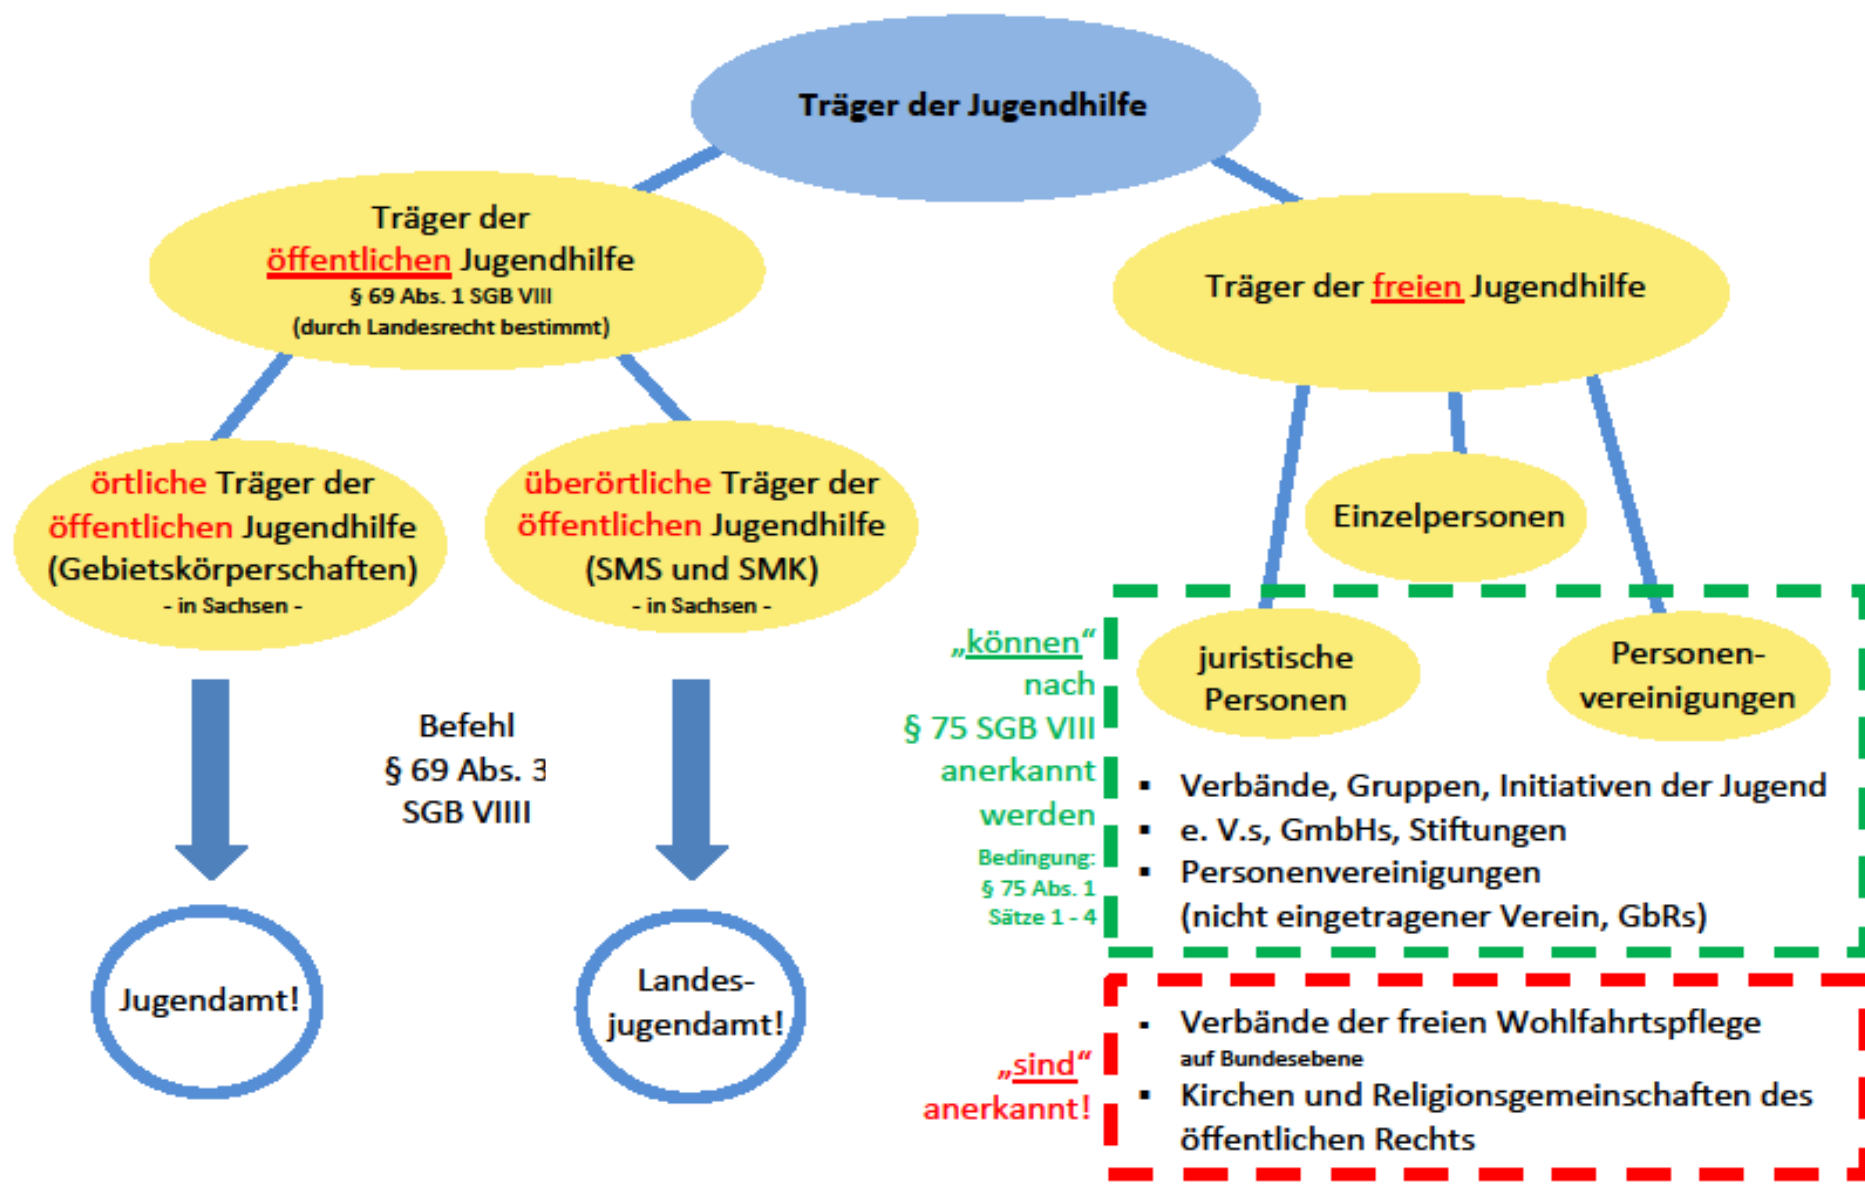 Träger der Jugendhilfe
Träger der
öffentlichen Jugendhilfe
§ 69 Abs. 1 SGB VIII
(durch Landesrecht bestimmt)
Träger der freien Jugendhilfe
örtliche Träger der
öffentlichen Jugendhilfe
(Gebietskörperschaften)
- in Sachsen -
überörtliche Träger der
öffentlichen Jugendhilfe
(SMS und SMK)
- in Sachsen -
Einzelpersonen
juristische
Personen
Personen-
vereinigungen
Befehl
§ 69 Abs. 3
SGB VIIII
„können“
nach
§ 75 SGB VIII
anerkannt
werden
Bedingung:
§ 75 Abs. 1
Sätze 1 - 4
▪ Verbände, Gruppen, Initiativen der Jugend
▪ e. V.s, GmbHs, Stiftungen
▪ Personenvereinigungen
(nicht eingetragener Verein, GbRs)
Jugendamt!
Landes-
jugendamt!
„sind“
anerkannt!
▪ Verbände der freien Wohlfahrtspflege
auf Bundesebene
▪ Kirchen und Religionsgemeinschaften des
öffentlichen Rechts